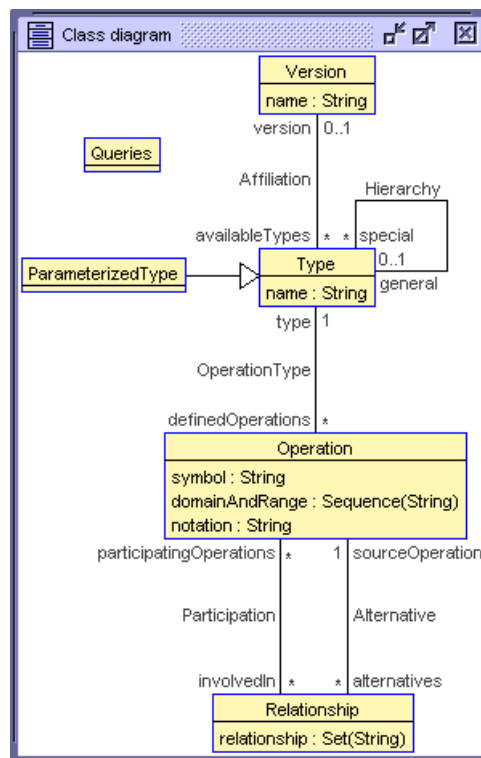 Class diagram
Version
name : String
version 0..1
Queries
Affiliation
Hierarchy
availableTypes * * special
ParameterizedType
Type
0..1
general
name : String
type 1
OperationType
definedOperations *
Operation
symbol : String
domainAndRange : Sequence(String)
notation : String
participatingOperations * 1 sourceOperation
Participation Alternative
involvedIn * * alternatives
Relationship
relationship : Set(String)